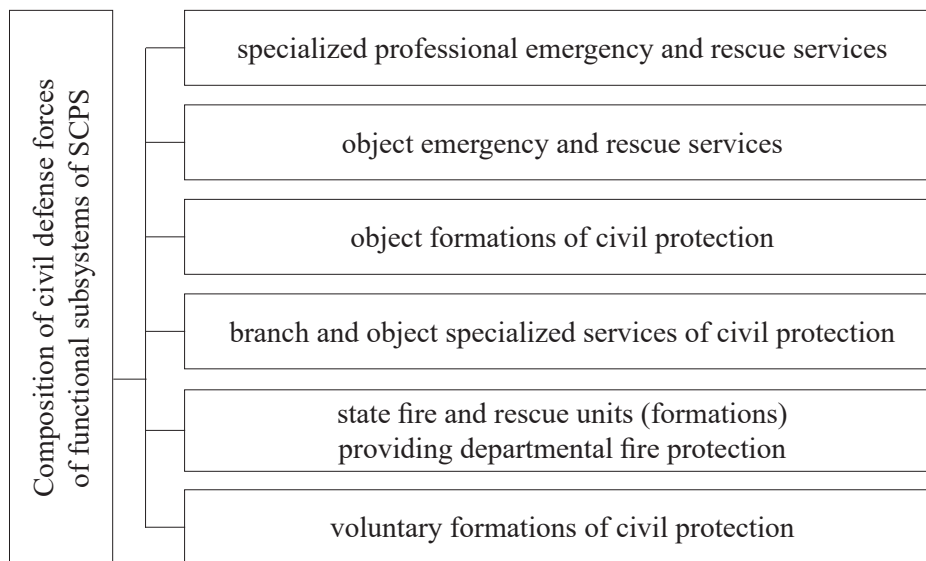 Composition of civil defense forces
of functional subsystems of SCPS
specialized professional emergency and rescue services
object emergency and rescue services
object formations of civil protection
branch and object specialized services of civil protection
state fire and rescue units (formations)
providing departmental fire protection
voluntary formations of civil protection